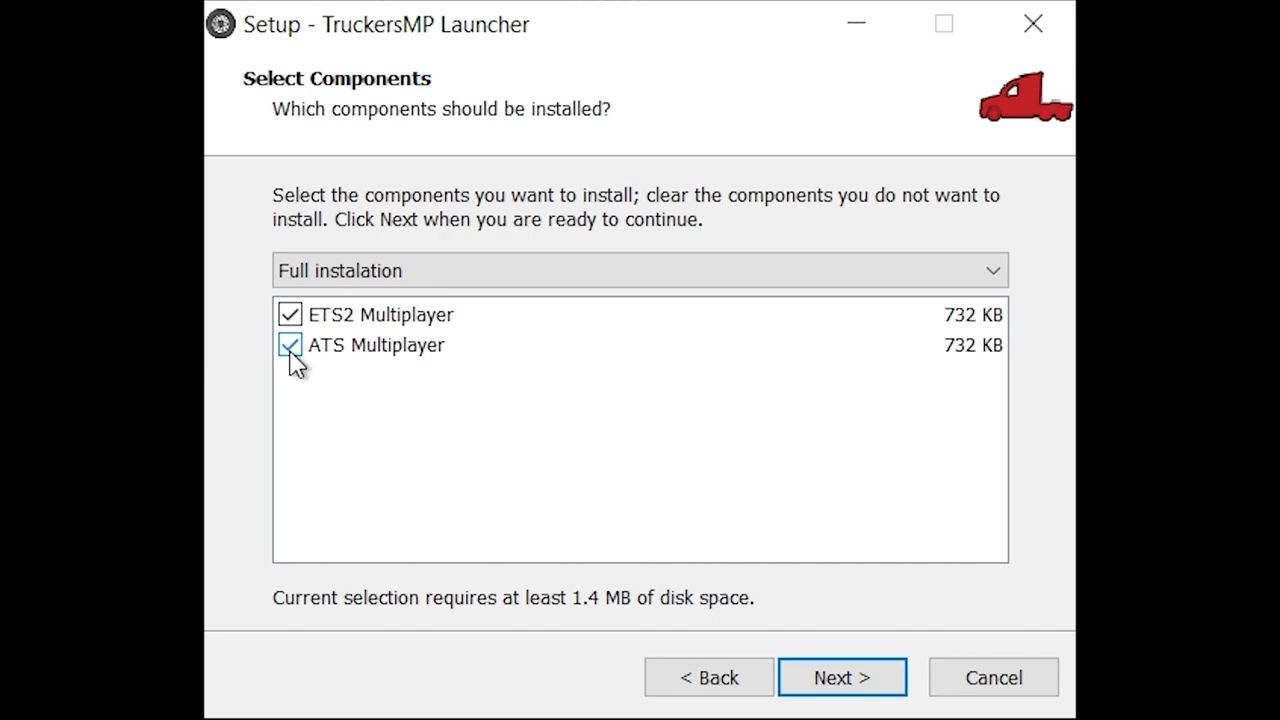 Setup - TruckersMP Launcher
Select Components
Which components should be installed?
Select the components you want to install; clear the components you do not want to
install. Click Next when you are ready to continue.
Full instalation
ETS2 Multiplayer 732 KB
ATS Multiplayer 732 KB
Current selection requires at least 1.4 MB of disk space.
< Back Next > Cancel